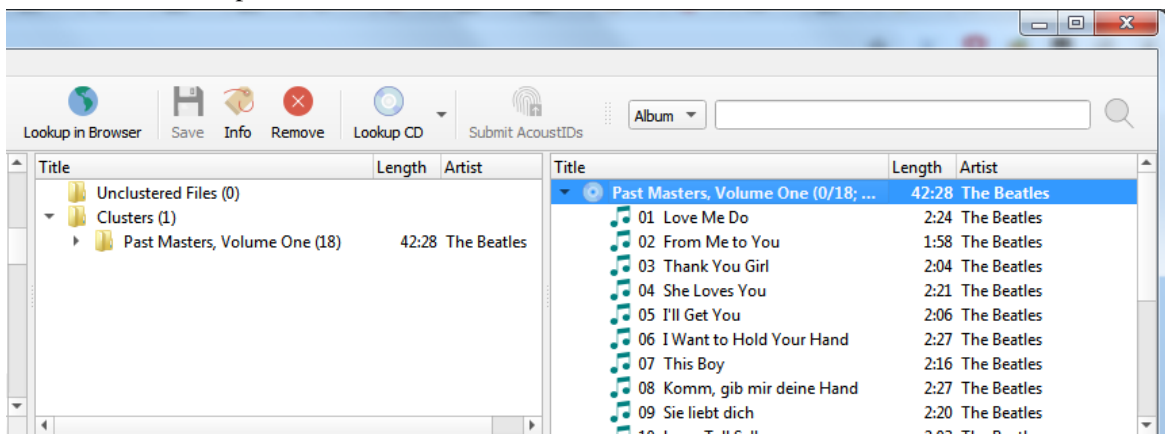 Lookup in Browser Save Info Remove Lookup CD Submit AcoustIDs Album
Title Length Artist
Unclustered Files (0)
Clusters (1)
Past Masters, Volume One (18) 42:28 The Beatles
Title Length Artist
Past Masters, Volume One (0/18; ... 42:28 The Beatles
01 Love Me Do 2:24 The Beatles
02 From Me to You 1:58 The Beatles
03 Thank You Girl 2:04 The Beatles
04 She Loves You 2:21 The Beatles
05 I'll Get You 2:06 The Beatles
06 I Want to Hold Your Hand 2:27 The Beatles
07 This Boy 2:16 The Beatles
08 Komm, gib mir deine Hand 2:27 The Beatles
09 Sie liebt dich 2:20 The Beatles